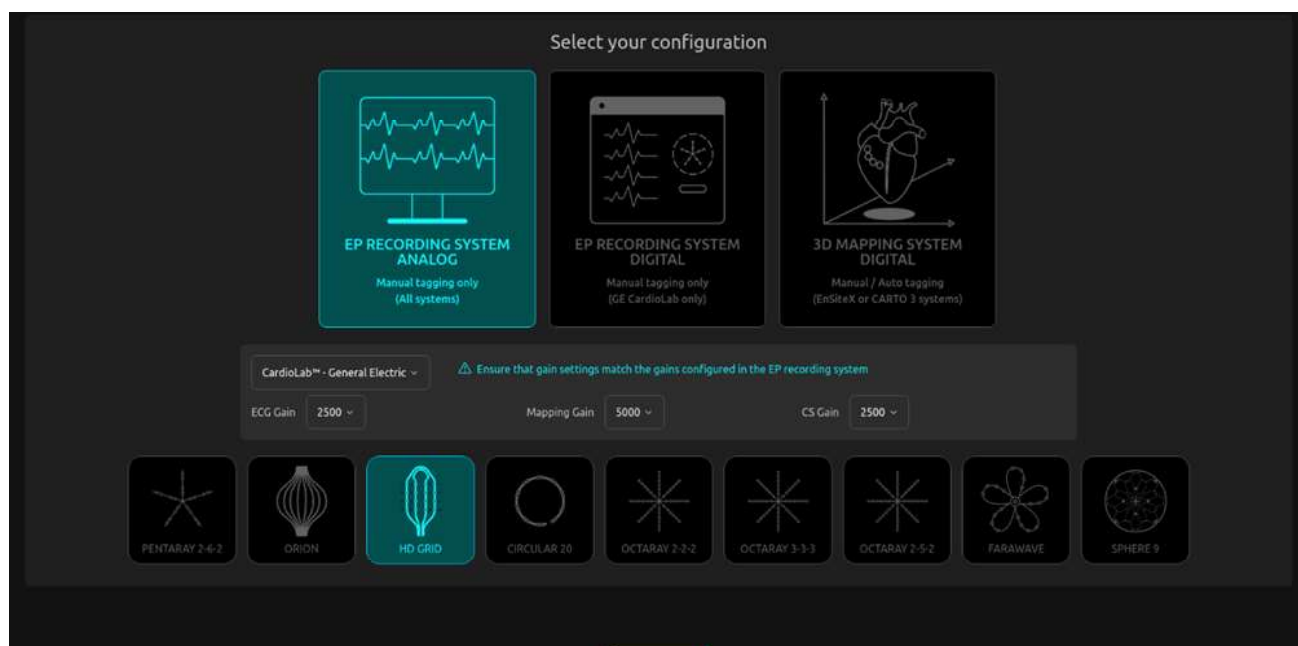 Select your configuration
EP RECORDING SYSTEM
ANALOG
Manual tagging only
(All systems)
EP RECORDING SYSTEM
DIGITAL
Manual tagging only
(GE CardioLab only)
3D MAPPING SYSTEM
DIGITAL
Manual / Auto tagging
(EnSiteX or CARTO 3 systems)
CardioLab™ - General Electric
Ensure that gain settings match the gains configured in the EP recording system
ECG Gain 2500
Mapping Gain 5000
CS Gain 2500
PENTARAY 2-6-2
ORION
HD GRID
CIRCULAR 20
OCTARAY 2-2-2
OCTARAY 3-3-3
OCTARAY 2-5-2
FARAWAVE
SPHERE 9